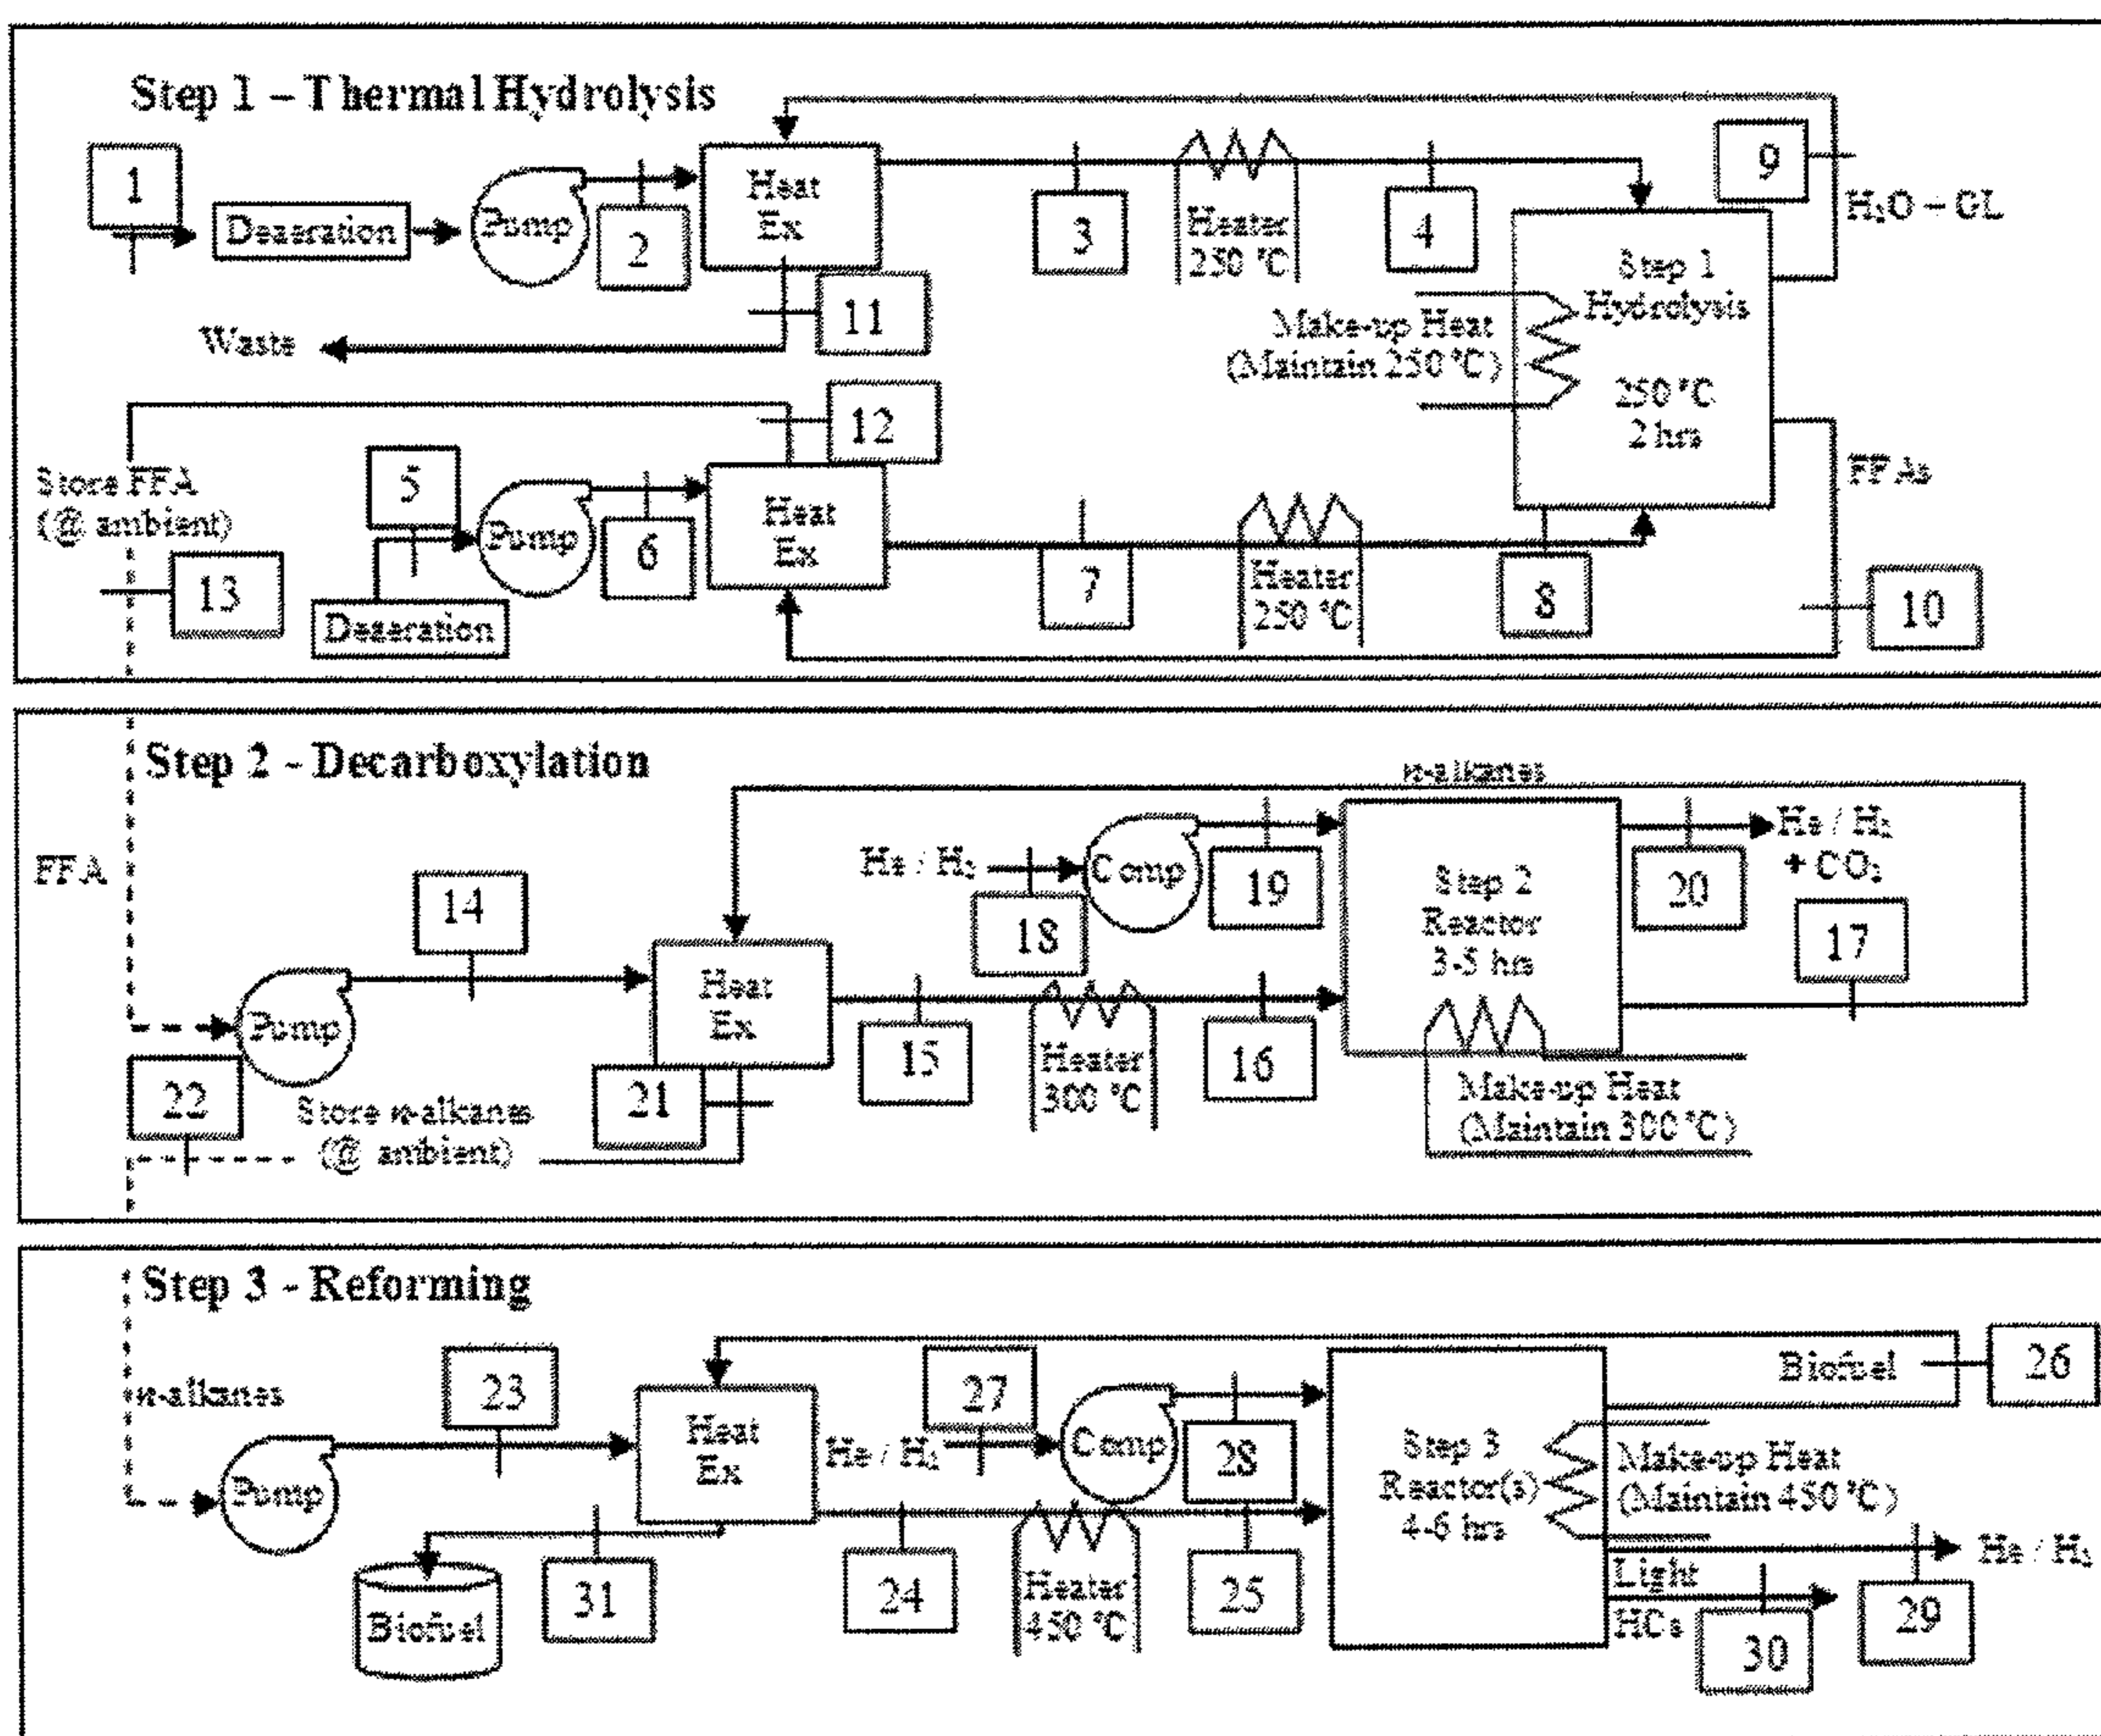 Step 1 – Thermal Hydrolysis
1
Deaeration
Pump
2
Heat
Ex
3
Heater
250 °C
4
9
H₂O – GL
Step 1
Hydrolysis
250 °C
2 hrs
Make-up Heat
(Maintain 250 °C)
11
Waste
12
Store FFA
(@ ambient)
5
Pump
6
Heat
Ex
7
Heater
250 °C
8
FFAs
10
13
Deaeration
Step 2 - Decarboxylation
n-alkanes
FFA
14
Pump
Heat
Ex
He / H₂
18
Comp
19
Step 2
Reactor
3-5 hrs
20
He / H₂
+ CO₂
17
15
Heater
300 °C
16
Make-up Heat
(Maintain 300 °C)
22
Store n-alkanes
(@ ambient)
21
Step 3 - Reforming
n-alkanes
23
Pump
Heat
Ex
27
He / H₂
Comp
28
Step 3
Reactor(s)
4-6 hrs
Biofuel
26
Make-up Heat
(Maintain 450 °C)
He / H₂
29
Light
HCs
30
31
Biofuel
24
Heater
450 °C
25